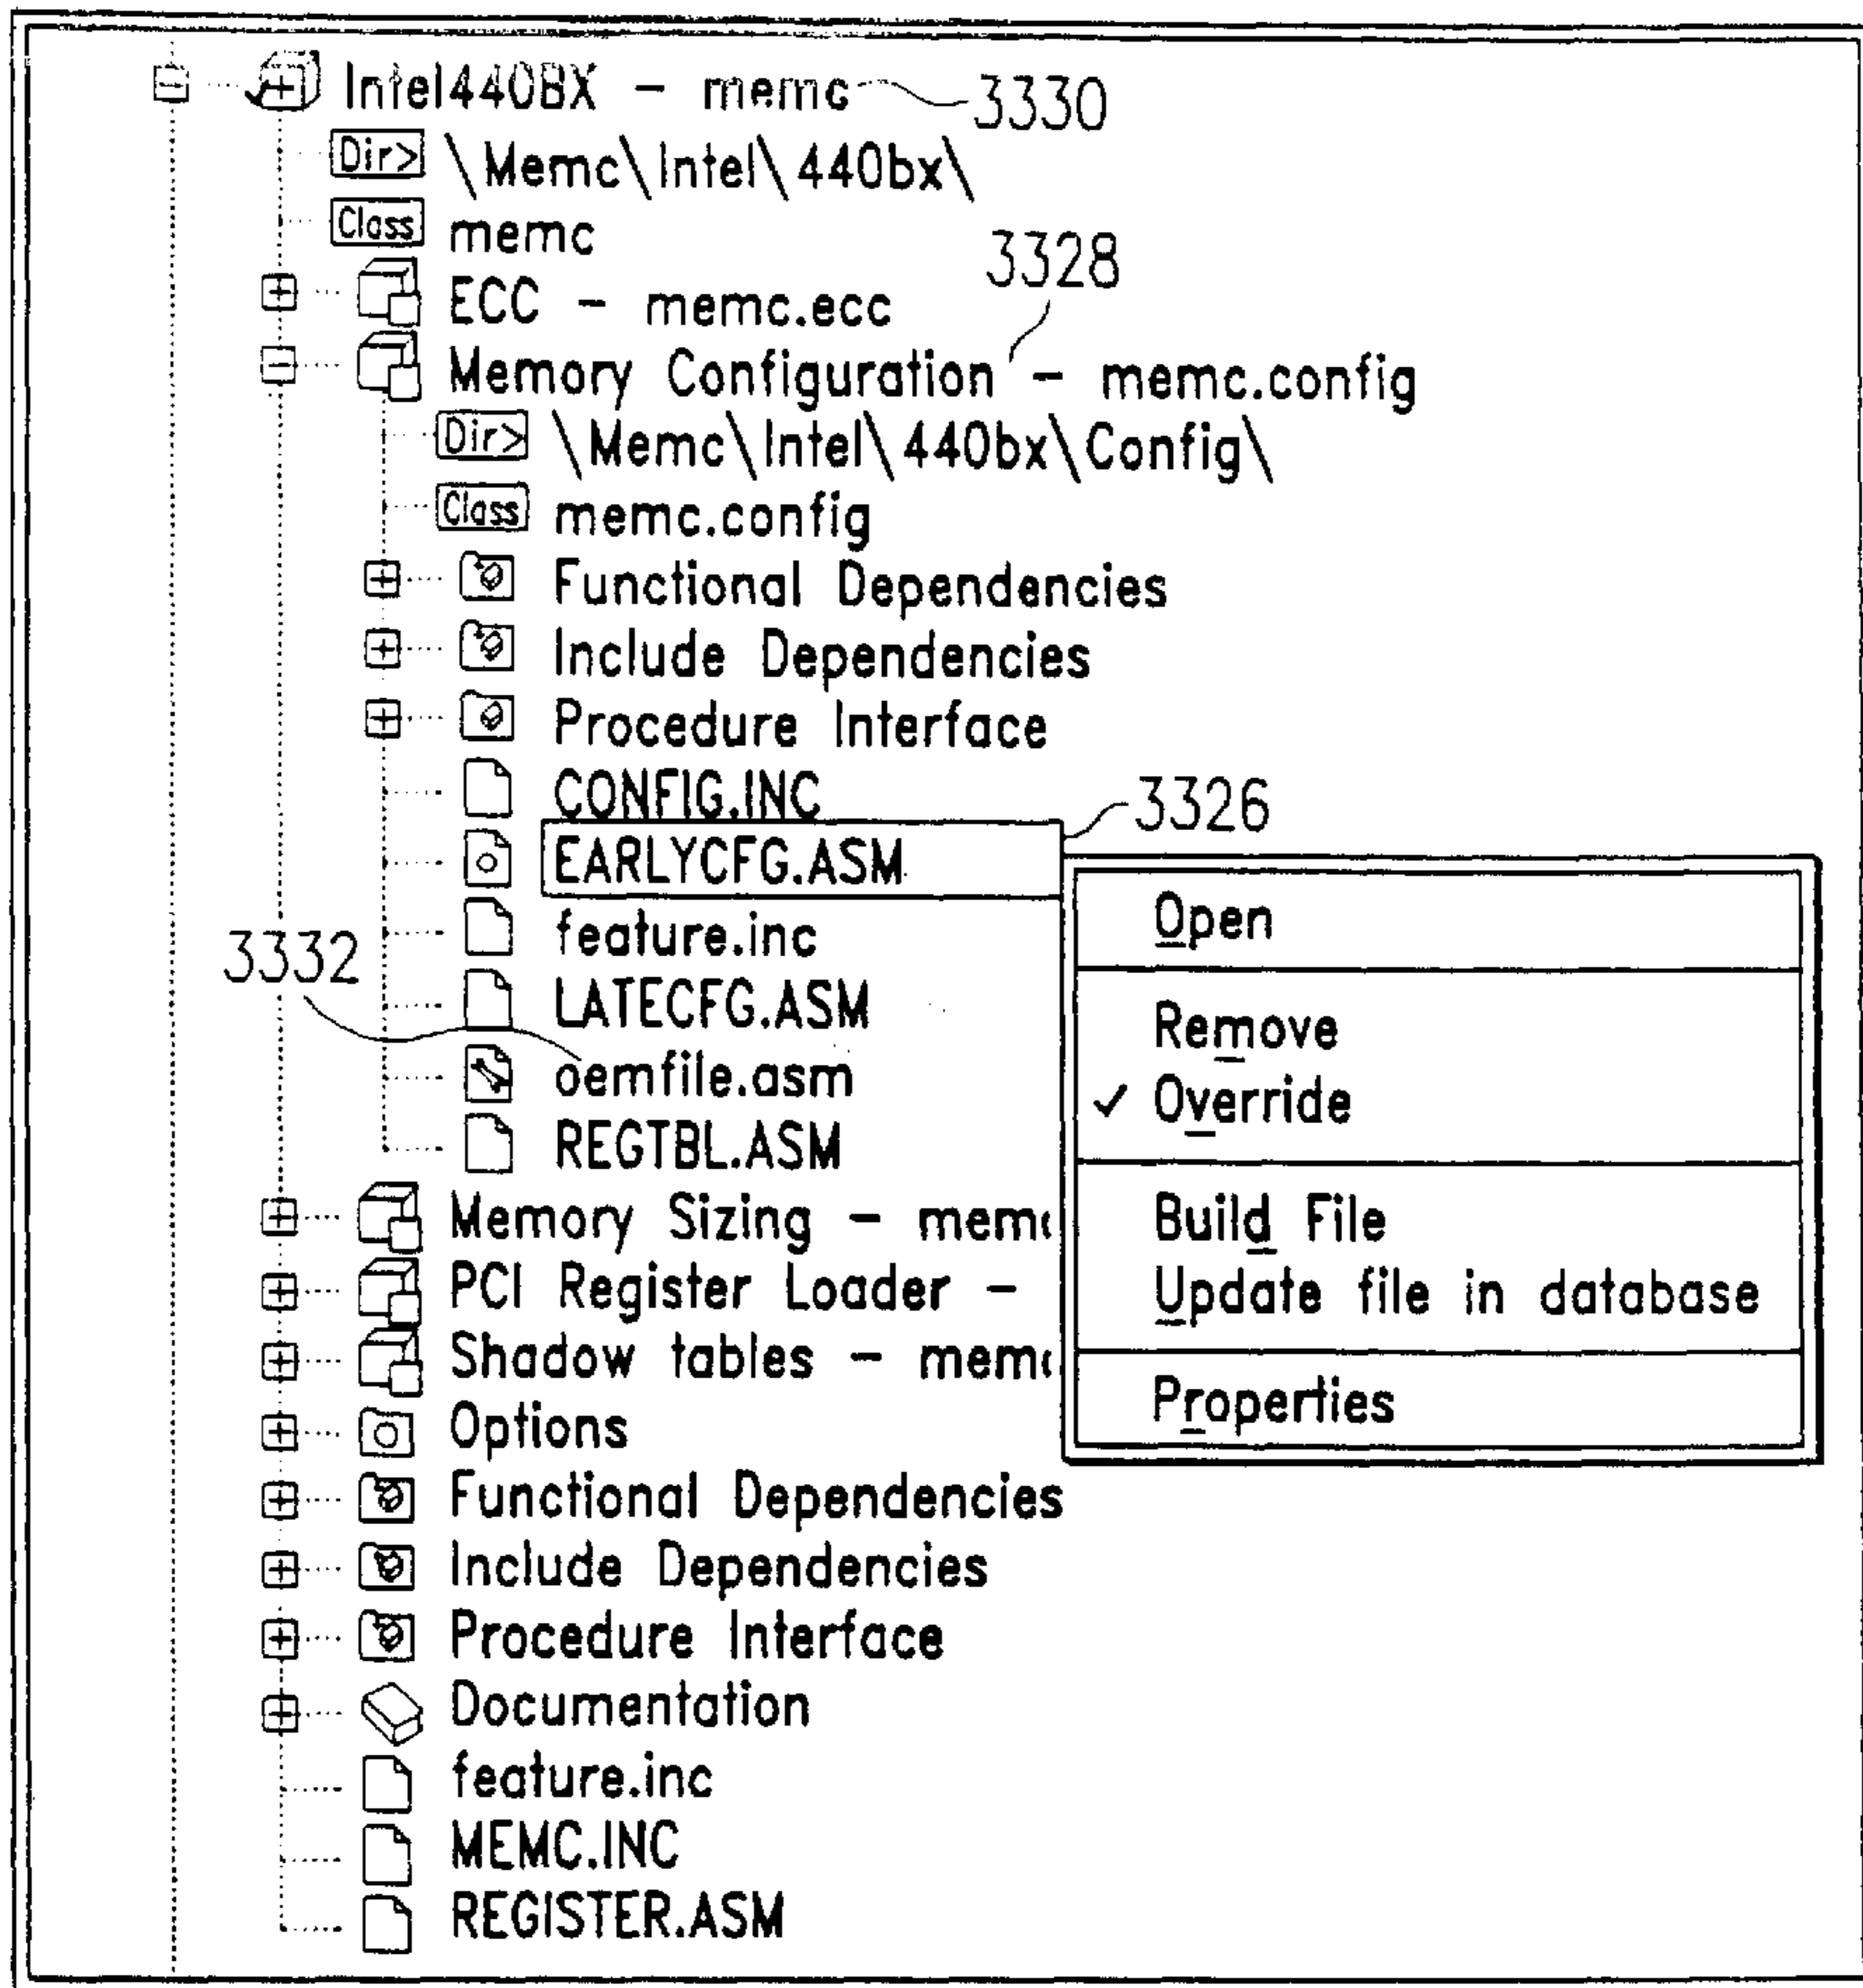 Intel440BX - memc 3330
Dir> \Memc\Intel\440bx\
Class memc
3328
ECC - memc.ecc
Memory Configuration - memc.config
Dir> \Memc\Intel\440bx\Config\
Class memc.config
Functional Dependencies
Include Dependencies
Procedure Interface
CONFIG.INC
3326
EARLYCFG.ASM
feature.inc
3332
LATECFG.ASM
oemfile.asm
REGTBL.ASM
Memory Sizing - mem
PCI Register Loader -
Shadow tables - mem
Options
Functional Dependencies
Include Dependencies
Procedure Interface
Documentation
feature.inc
MEMC.INC
REGISTER.ASM
Open
Remove
✓ Override
Build File
Update file in database
Properties